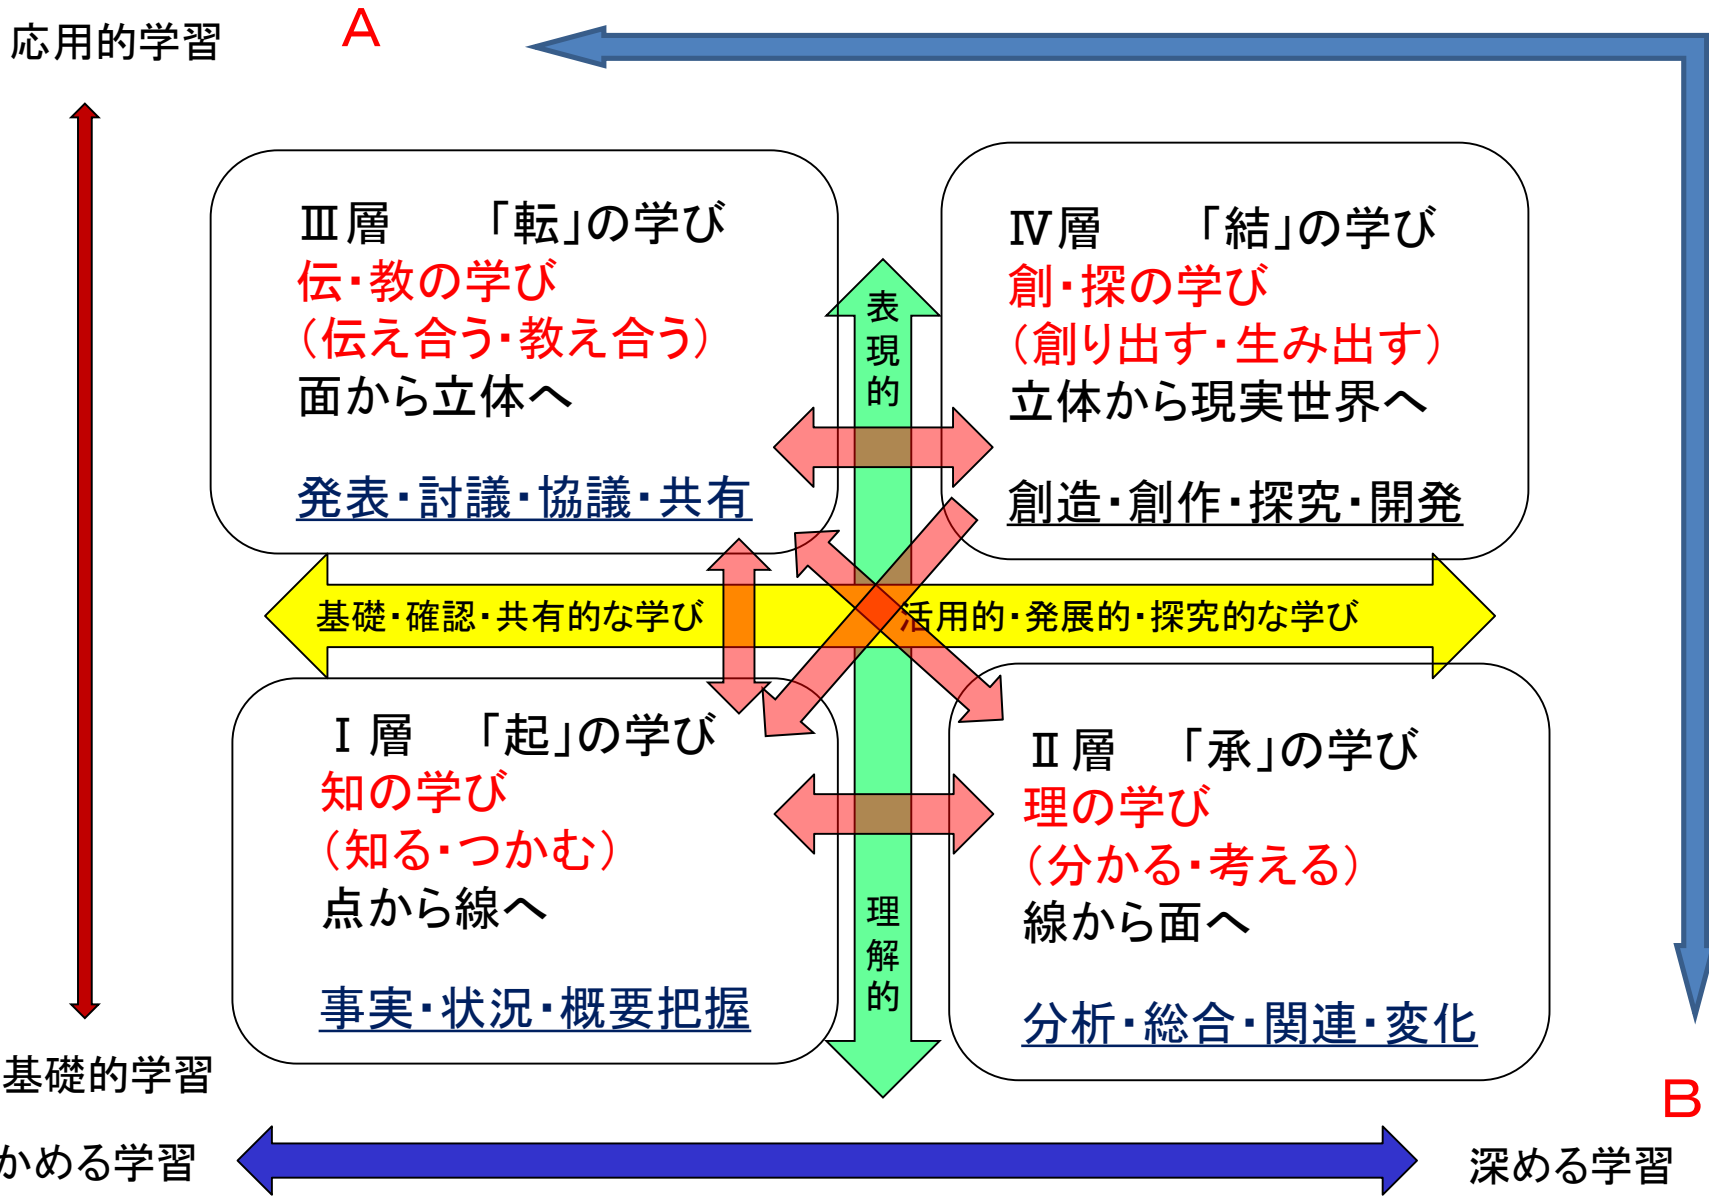 応用的学習
A
Ⅲ層 「転」の学び
伝・教の学び
（伝え合う・教え合う）
面から立体へ
発表・討議・協議・共有
Ⅳ層 「結」の学び
創・探の学び
（創り出す・生み出す）
立体から現実世界へ
創造・創作・探究・開発
表現的
基礎・確認・共有的な学び
活用的・発展的・探究的な学び
Ⅰ層 「起」の学び
知の学び
（知る・つかむ）
点から線へ
事実・状況・概要把握
理解的
Ⅱ層 「承」の学び
理の学び
（分かる・考える）
線から面へ
分析・総合・関連・変化
基礎的学習
B
かめる学習
深める学習